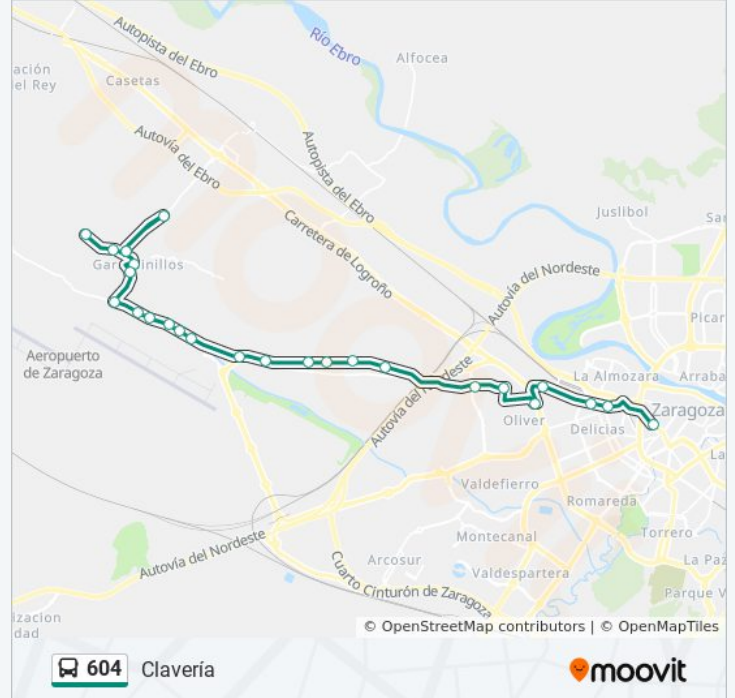 Autopista del Ebro
Río Ebro
Alfocea
ación
el Rey
Casetas
Autovía del Ebro
Autopista del Ebro
Juslibol
Sa
Carretera de Logroño
Garrapinillos
Autovía del Nordeste
Picar
Aeropuerto
de Zaragoza
Autovía del Nordeste
La Almozara
Arraba
Zaragoza
Oliver
Delicias
La
Valdefierro
Romareda
Montecanal
Torrero
Autovía del Nordeste
Arcosur
Valdespartera
La Paz
Cuarto Cinturón de Zaragoza
Parque V
ización
dad
© OpenStreetMap contributors | © OpenMapTiles
604 Clavería
moovit